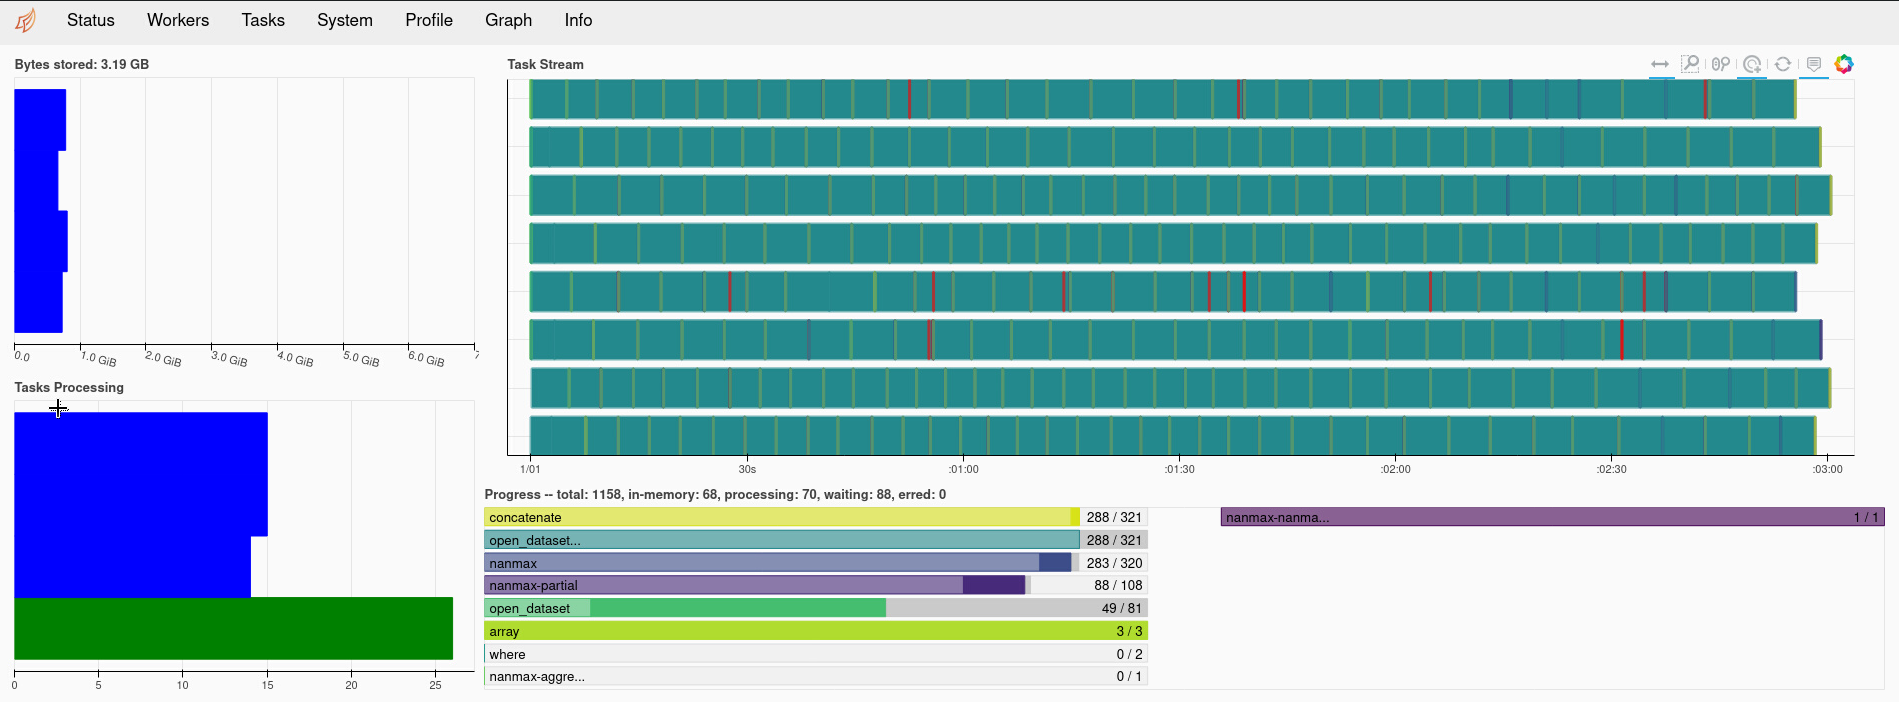 Status Workers Tasks System Profile Graph Info
Bytes stored: 3.19 GB
0.0 1.0 GiB 2.0 GiB 3.0 GiB 4.0 GiB 5.0 GiB 6.0 GiB
Tasks Processing
0 5 10 15 20 25
Task Stream
1/01 30s :01:00 :01:30 :02:00 :02:30 :03:00
Progress -- total: 1158, in-memory: 68, processing: 70, waiting: 88, erred: 0
concatenate 288 / 321
open_dataset... 288 / 321
nanmax 283 / 320
nanmax-partial 88 / 108
open_dataset 49 / 81
array 3 / 3
where 0 / 2
nanmax-aggre... 0 / 1
nanmax-nanma... 1 / 1